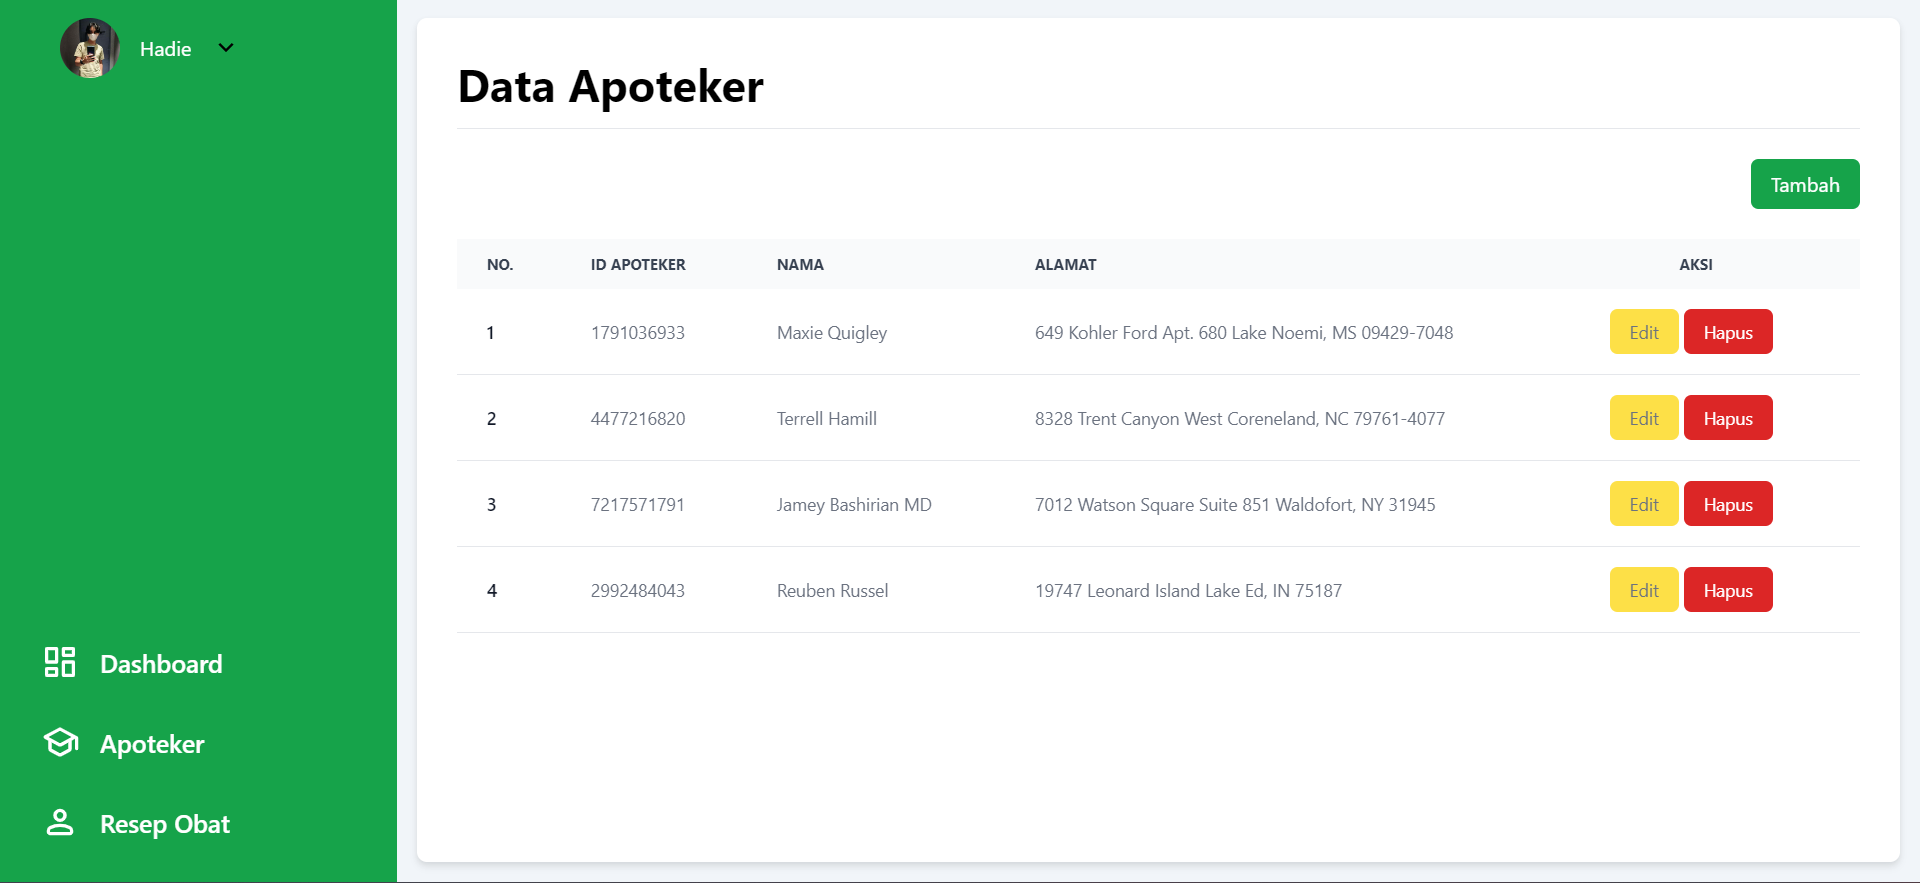 Hadie
Dashboard
Apoteker
Resep Obat
Data Apoteker
Tambah
NO. ID APOTEKER NAMA ALAMAT AKSI
1 1791036933 Maxie Quigley 649 Kohler Ford Apt. 680 Lake Noemi, MS 09429-7048 Edit Hapus
2 4477216820 Terrell Hamill 8328 Trent Canyon West Coreneland, NC 79761-4077 Edit Hapus
3 7217571791 Jamey Bashirian MD 7012 Watson Square Suite 851 Waldofort, NY 31945 Edit Hapus
4 2992484043 Reuben Russel 19747 Leonard Island Lake Ed, IN 75187 Edit Hapus